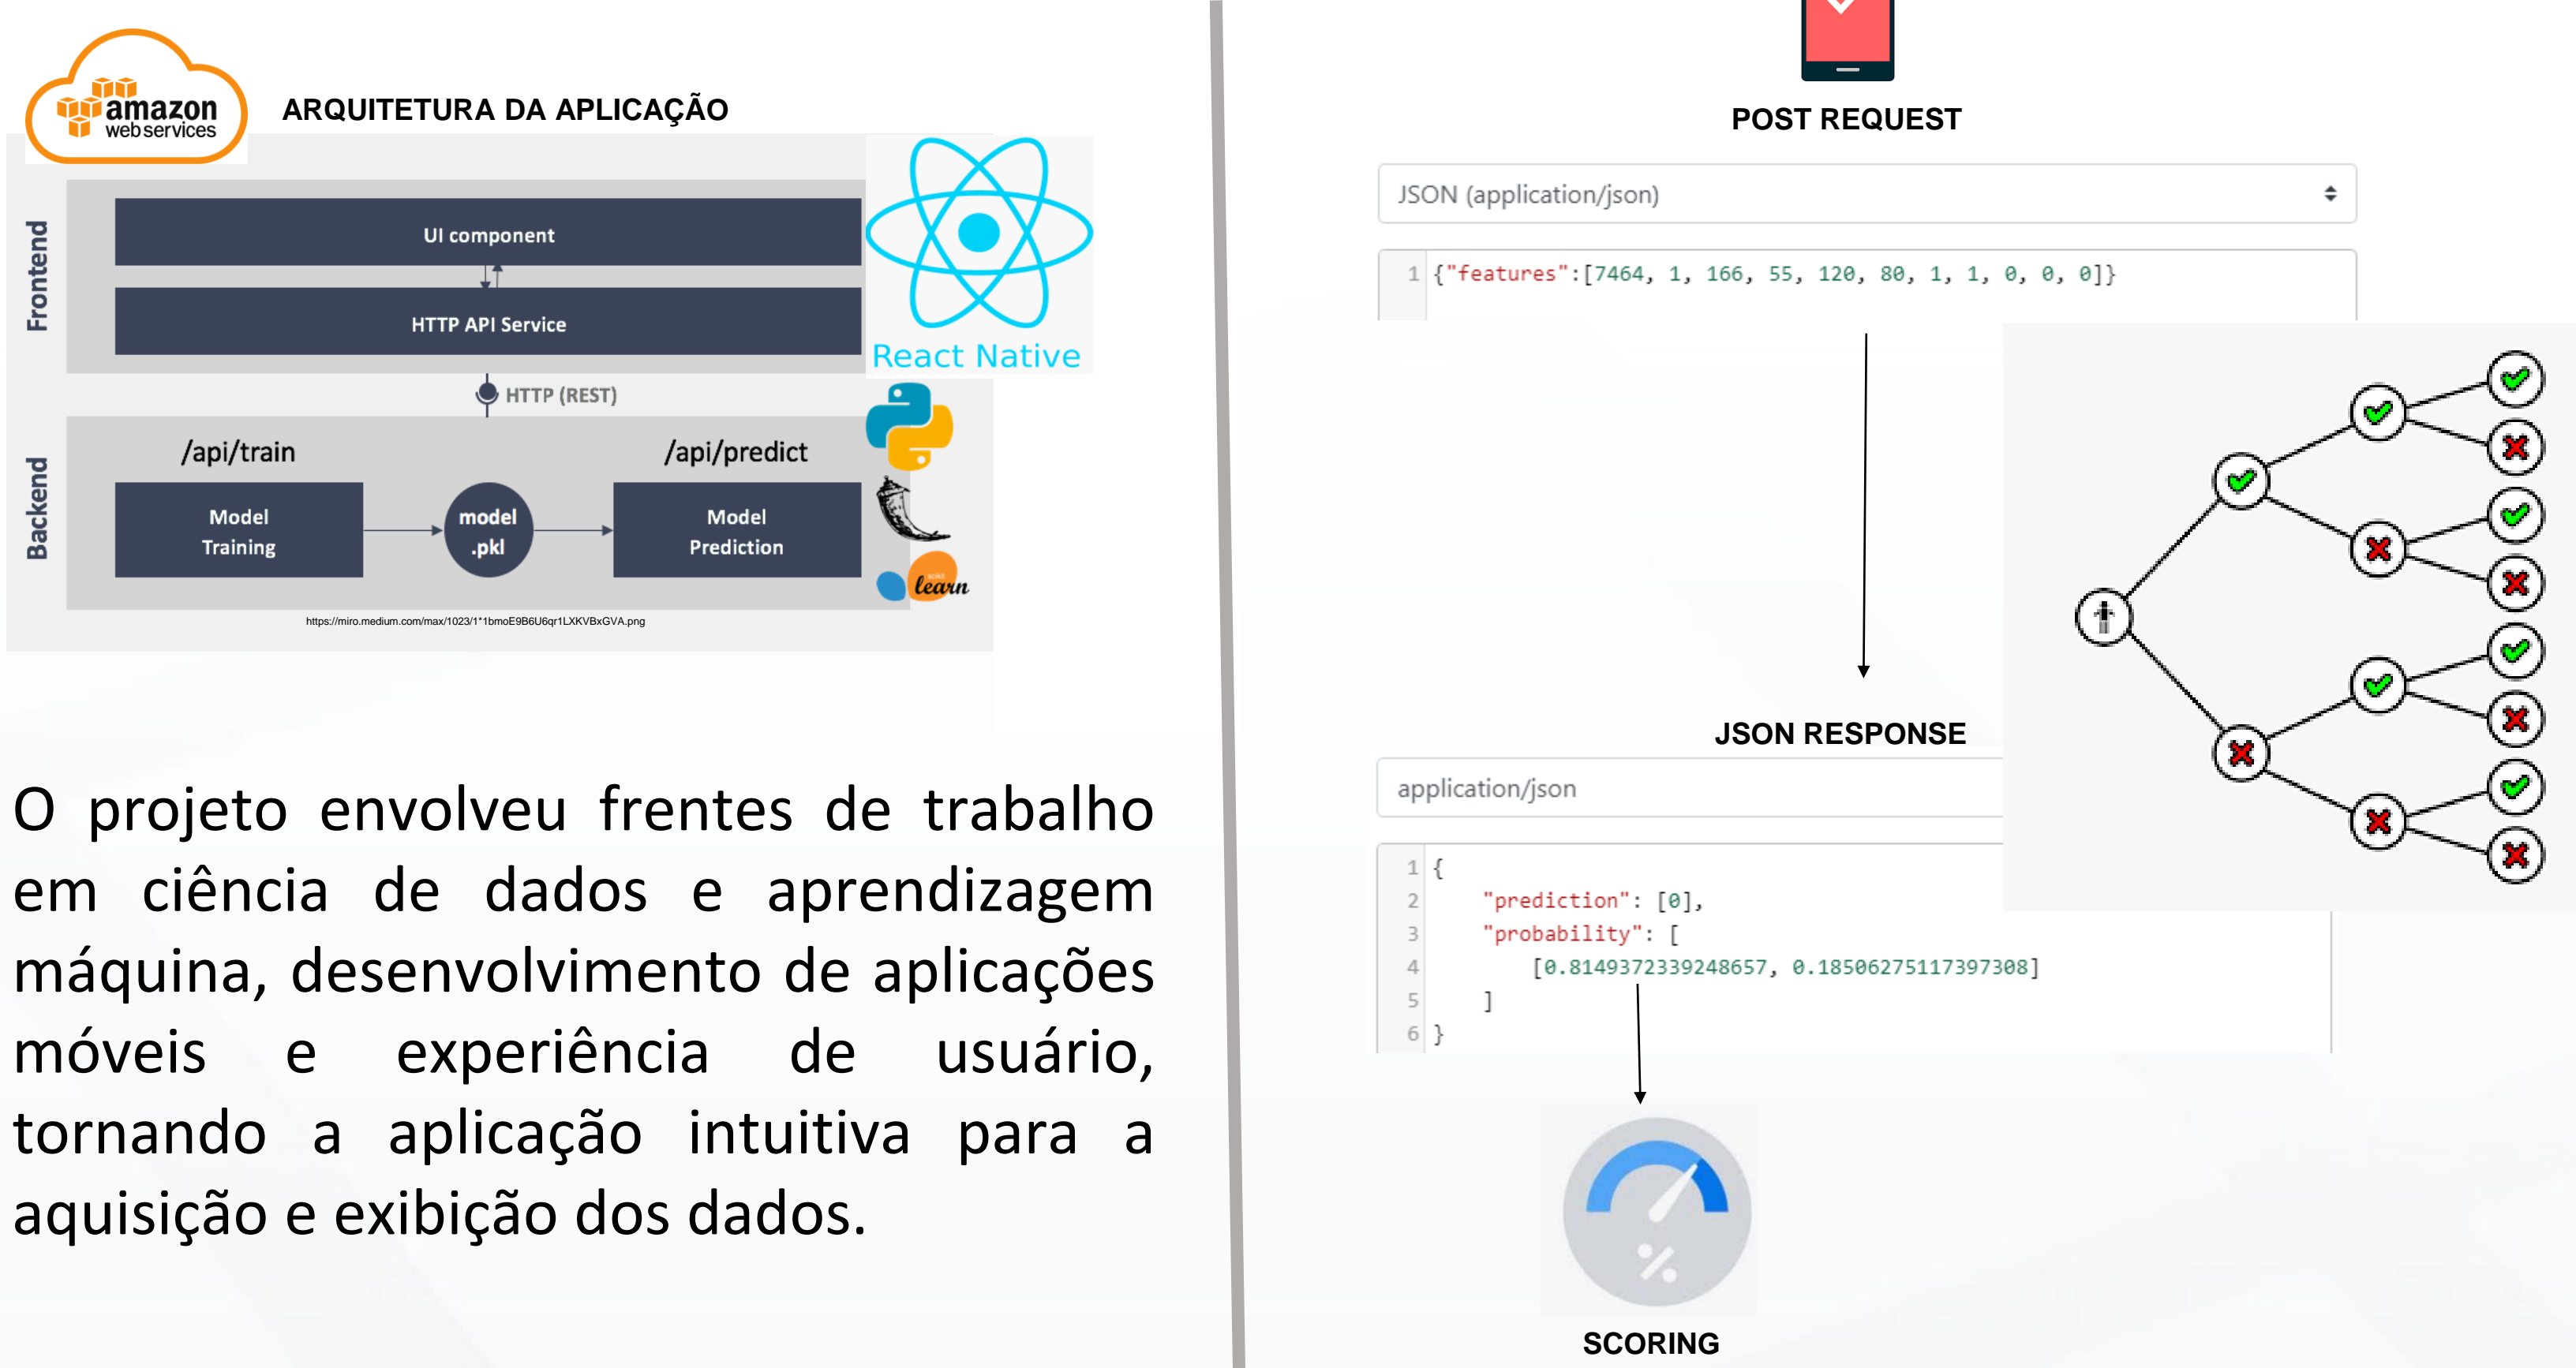 amazon
web services
ARQUITETURA DA APLICAÇÃO
Frontend
UI component
HTTP API Service
React Native
HTTP (REST)
Backend
/api/train
/api/predict
Model
Training
model
.pkl
Model
Prediction
scikit
learn
https://miro.medium.com/max/1023/1*1bmoE9B6U6qr1LXKVBxGVA.png
O projeto envolveu frentes de trabalho
em ciência de dados e aprendizagem
máquina, desenvolvimento de aplicações
móveis e experiência de usuário,
tornando a aplicação intuitiva para a
aquisição e exibição dos dados.
POST REQUEST
JSON (application/json)
1 {"features":[7464, 1, 166, 55, 120, 80, 1, 1, 0, 0, 0]}
JSON RESPONSE
application/json
1 {
2 "prediction": [0],
3 "probability": [
4 [0.8149372339248657, 0.18506275117397308]
5 ]
6 }
%
SCORING